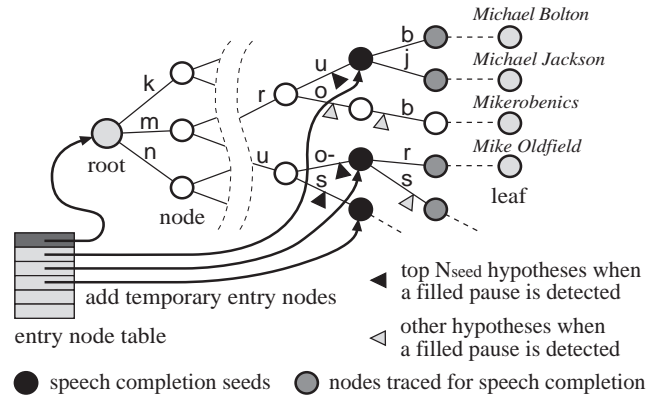 Michael Bolton
b
u
j
Michael Jackson
k
r
o
b
Mikerobenics
m
root
n
u
o-
r
Mike Oldfield
s
s
leaf
node
add temporary entry nodes
entry node table
top Nseed hypotheses when
a filled pause is detected
other hypotheses when
a filled pause is detected
speech completion seeds
nodes traced for speech completion